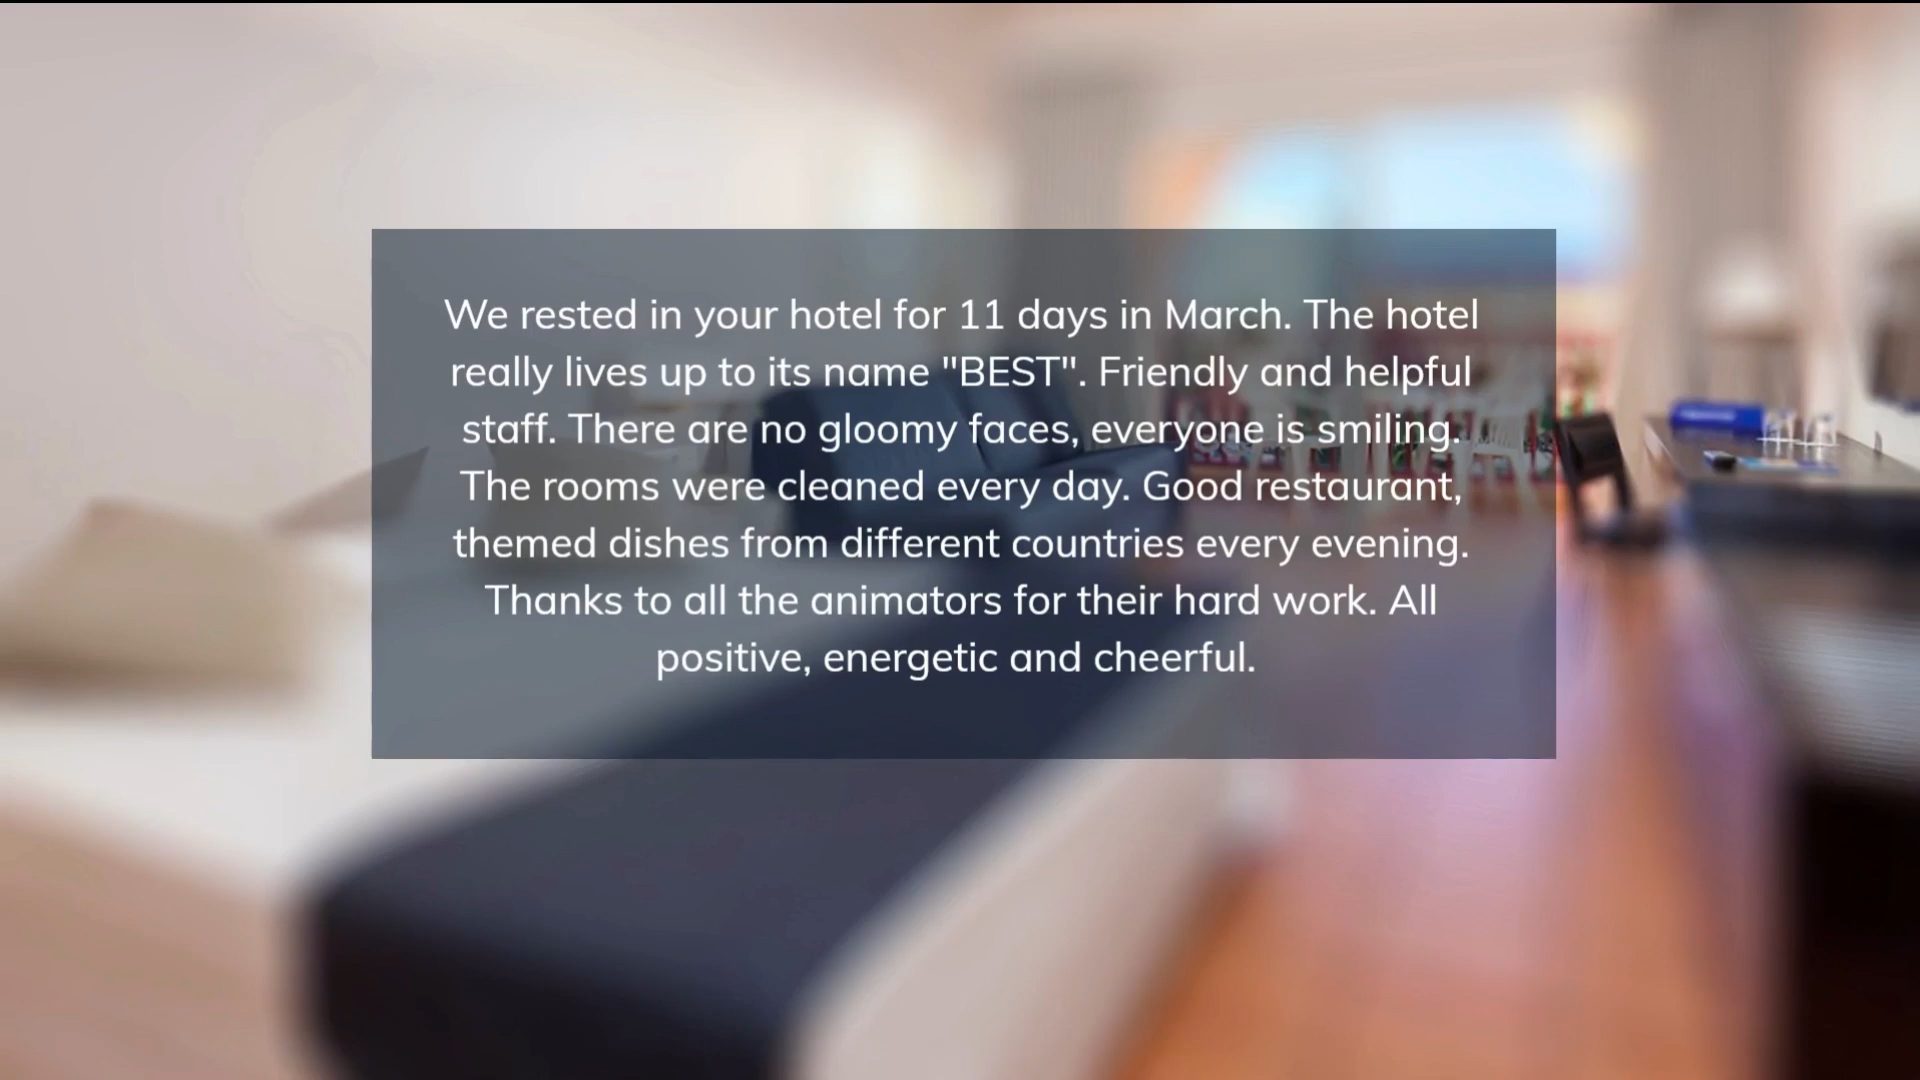 We rested in your hotel for 11 days in March. The hotel
really lives up to its name "BEST". Friendly and helpful
staff. There are no gloomy faces, everyone is smiling.
The rooms were cleaned every day. Good restaurant,
themed dishes from different countries every evening.
Thanks to all the animators for their hard work. All
positive, energetic and cheerful.